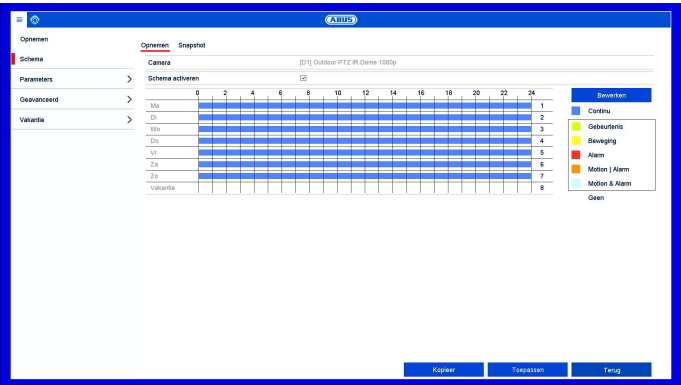 ABUS
Opnemen
Schema
Parameters
Geavanceerd
Vakantie
Opnemen Snapshot
Camera [D1] Outdoor PTZ IR Dome 1080p
Schema activeren
0 2 4 6 8 10 12 14 16 18 20 22 24
Ma 1
Di 2
Wo 3
Do 4
Vr 5
Za 6
Zo 7
Vakantie 8
Bewerken
Continu
Gebeurtenis
Beweging
Alarm
Motion | Alarm
Motion & Alarm
Geen
Kopieer Toepassen Terug